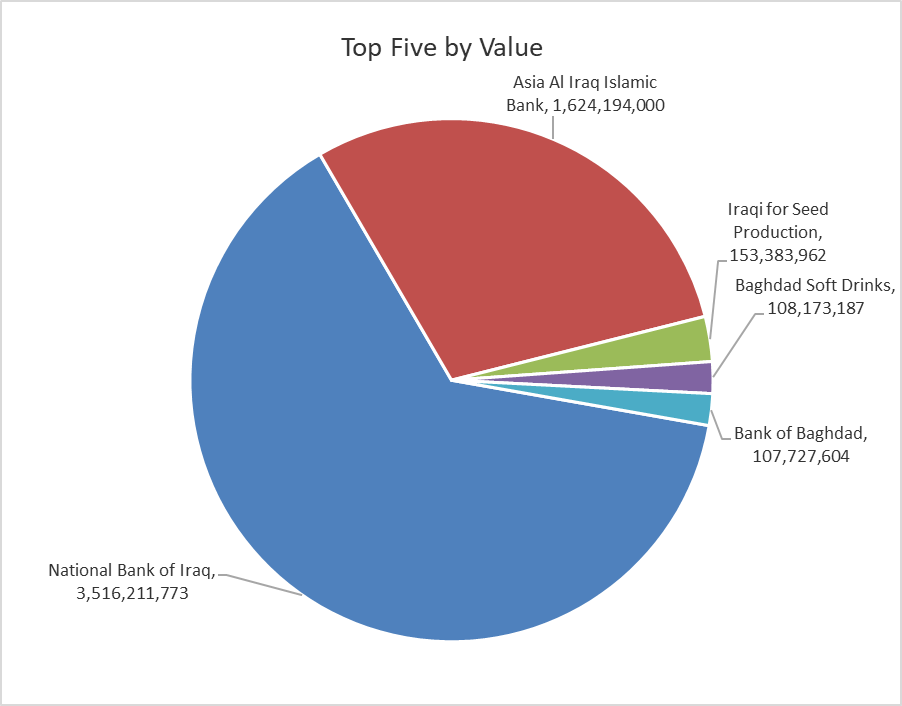 Top Five by Value
Asia Al Iraq Islamic
Bank, 1,624,194,000
Iraqi for Seed
Production,
153,383,962
Baghdad Soft Drinks,
108,173,187
Bank of Baghdad,
107,727,604
National Bank of Iraq,
3,516,211,773